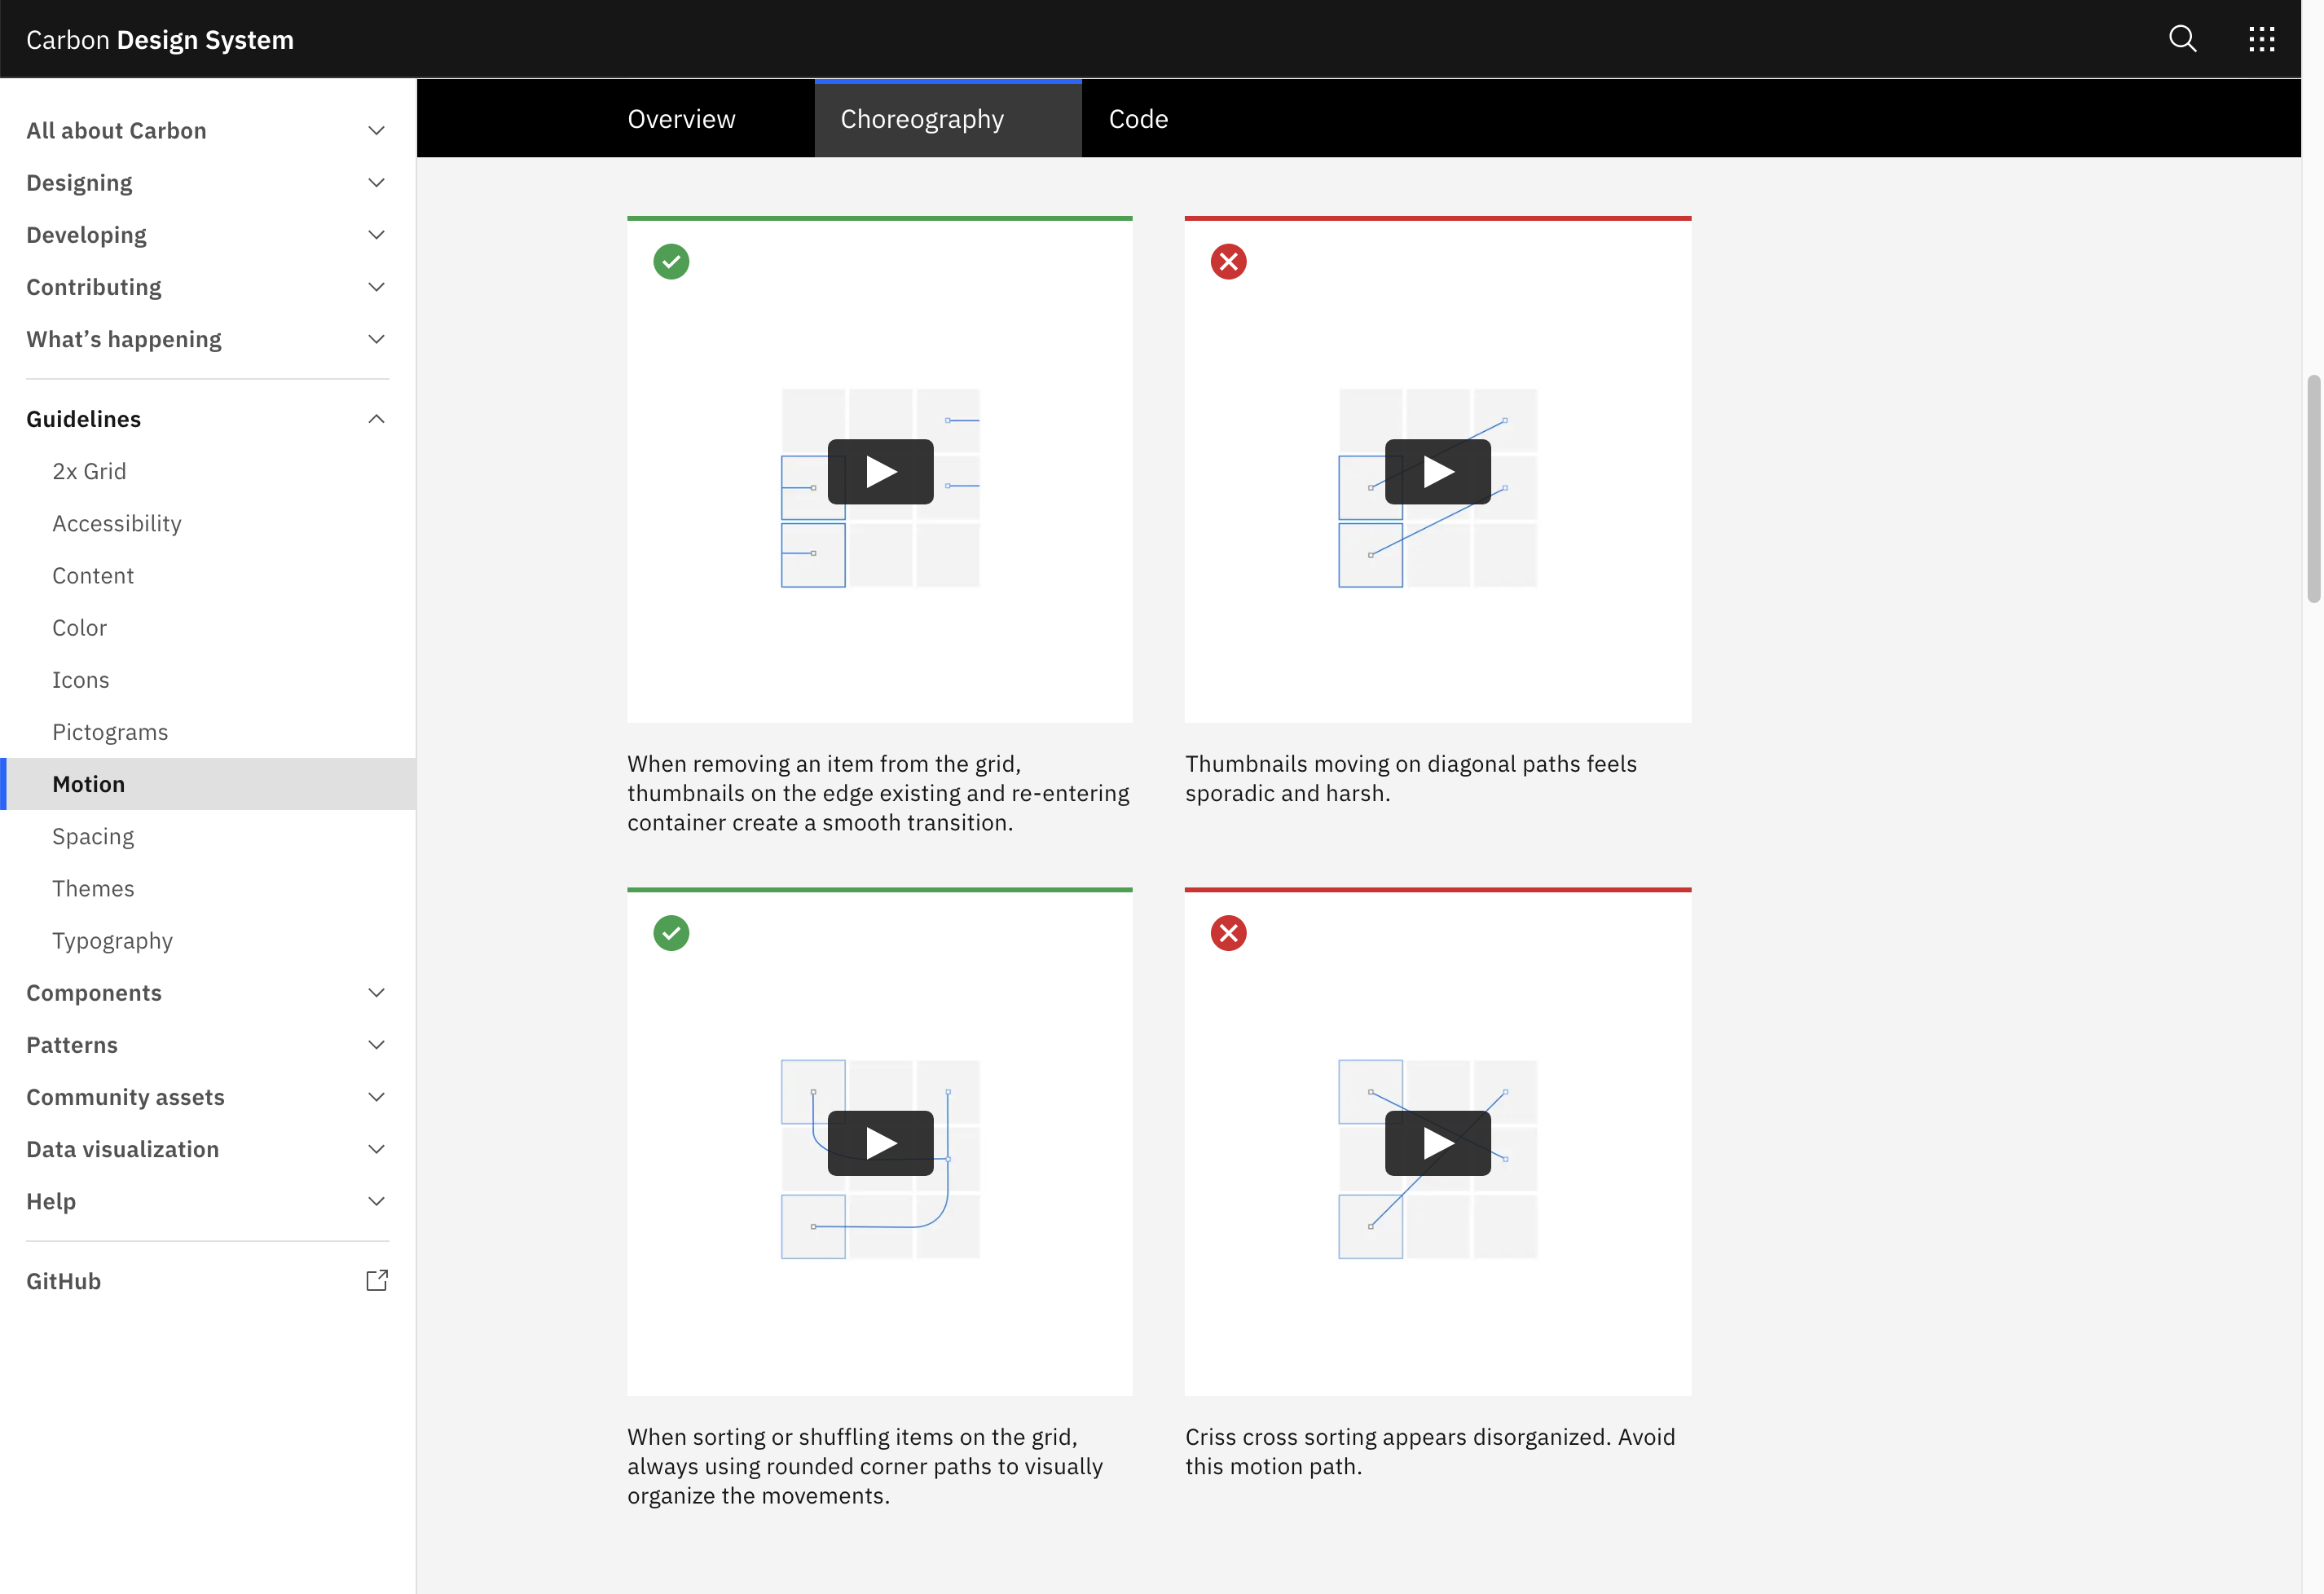 Carbon Design System
Overview
Choreography
Code
All about Carbon
Designing
Developing
Contributing
What’s happening
Guidelines
2x Grid
Accessibility
Content
Color
Icons
Pictograms
Motion
Spacing
Themes
Typography
Components
Patterns
Community assets
Data visualization
Help
GitHub
When removing an item from the grid,
thumbnails on the edge existing and re-entering
container create a smooth transition.
Thumbnails moving on diagonal paths feels
sporadic and harsh.
When sorting or shuffling items on the grid,
always using rounded corner paths to visually
organize the movements.
Criss cross sorting appears disorganized. Avoid
this motion path.